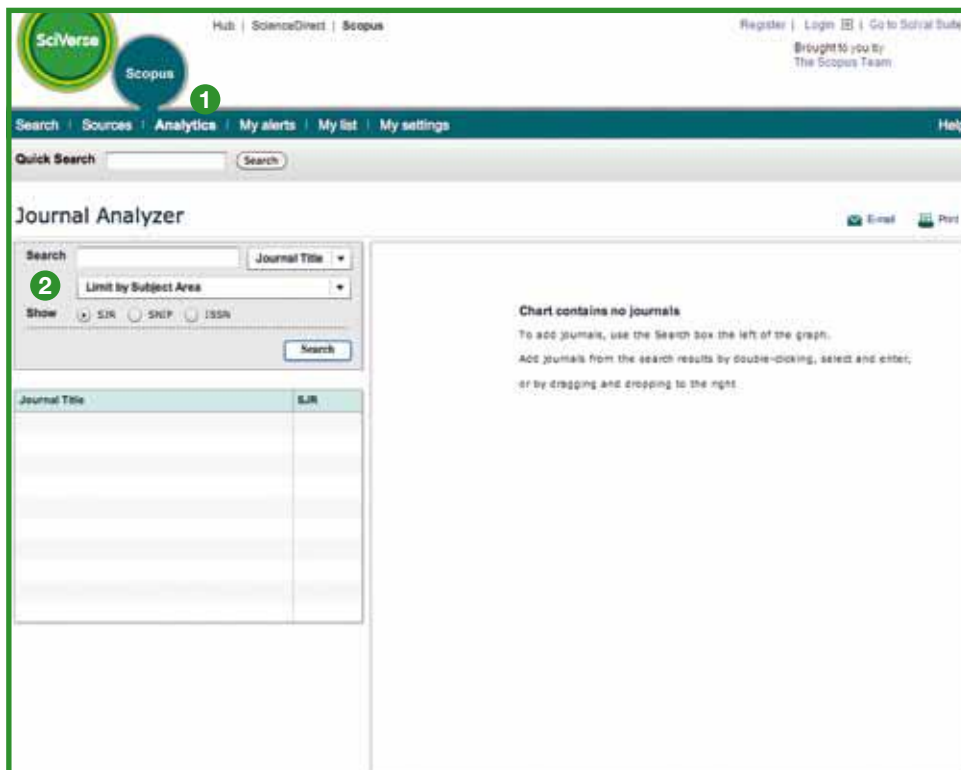 SciVerse
Scopus
Hub | ScienceDirect | Scopus
Register | Login | Go to SciVal Suite
Brought to you by
The Scopus Team
1
Search | Sources | Analytics | My alerts | My list | My settings
Help
Quick Search
Search
Journal Analyzer
E-mail
Print
Search
Journal Title
2
Limit by Subject Area
Show SJR SNIP ISSN
Search
Journal Title SJR
Chart contains no journals
To add journals, use the Search box the left of the graph.
Add journals from the search results by double-clicking, select and enter,
or by dragging and dropping to the right